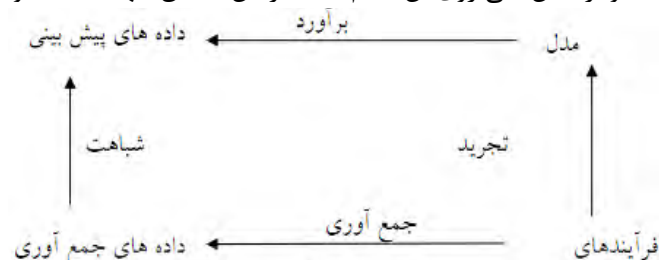 برآورد
مدل
داده های پیش بینی
تجرید
شباهت
جمع آوری
فرآیندهای
داده های جمع آوری